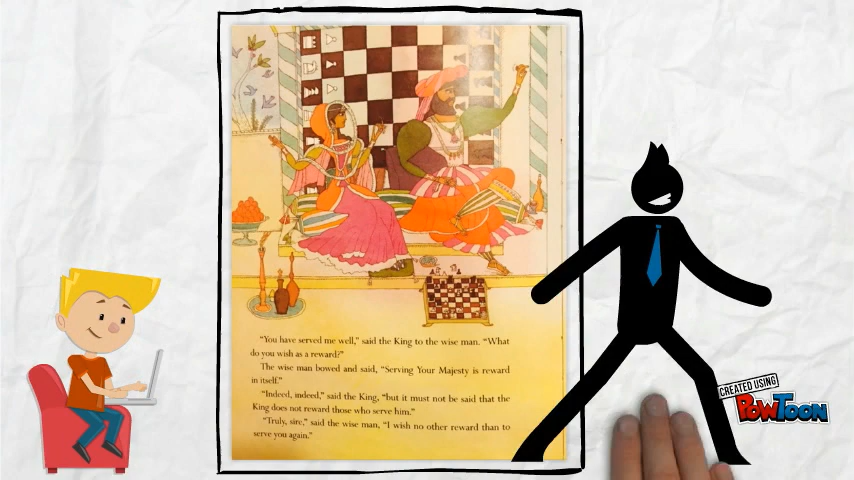 "You have served me well," said the King to the wise man. "What
do you wish as a reward?"
The wise man bowed and said, "Serving Your Majesty is reward
in itself."
"Indeed, indeed," said the King, "but it must not be said that the
King does not reward those who serve him."
"Truly, sire," said the wise man, "I wish no other reward than to
serve you again."
CREATED USING
POWTOON